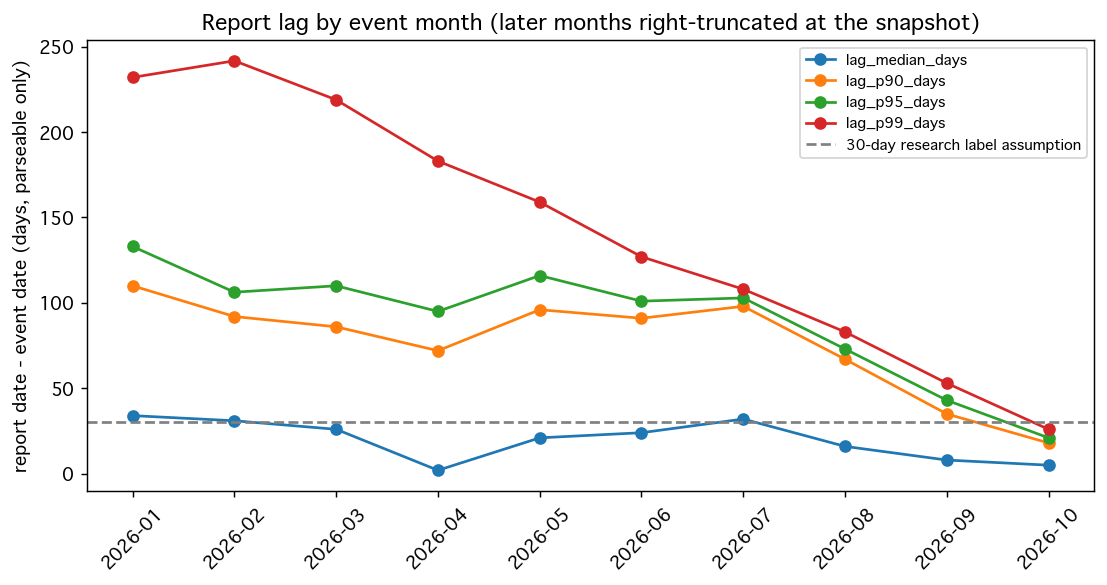 Report lag by event month (later months right-truncated at the snapshot)
report date - event date (days, parseable only)
250
200
150
100
50
0
lag_median_days
lag_p90_days
lag_p95_days
lag_p99_days
30-day research label assumption
2026-01
2026-02
2026-03
2026-04
2026-05
2026-06
2026-07
2026-08
2026-09
2026-10